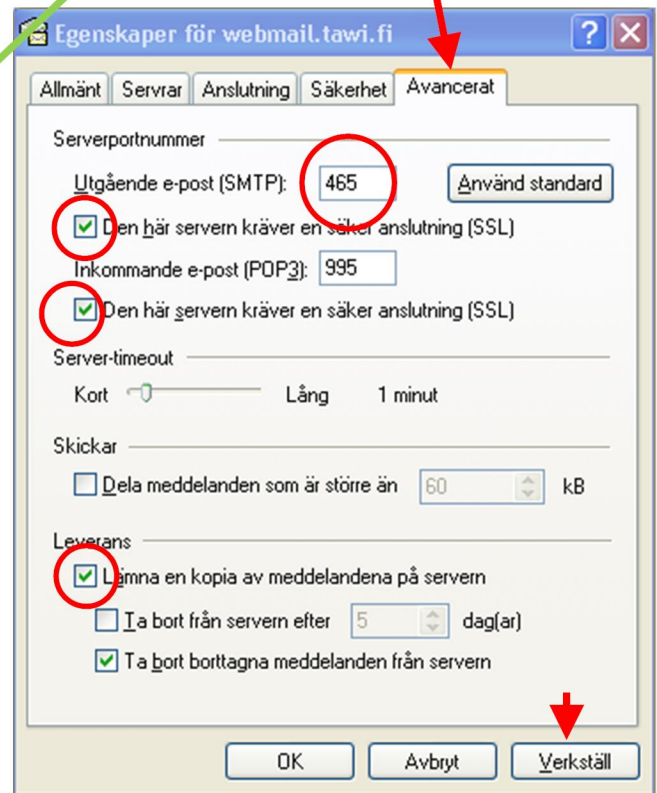 Egenskaper för webmail.tawi.fi
Allmänt Servrar Anslutning Säkerhet Avancerat
Serverportnummer
Utgående e-post (SMTP): 465 Använd standard
Den här servern kräver en säker anslutning (SSL)
Inkommande e-post (POP3): 995
Den här servern kräver en säker anslutning (SSL)
Server-timeout
Kort Lång 1 minut
Skickar
Dela meddelanden som är större än 60 kB
Leverans
Lämna en kopia av meddelandena på servern
Ta bort från servern efter 5 dag(ar)
Ta bort borttagna meddelanden från servern
OK Avbryt Verkställ